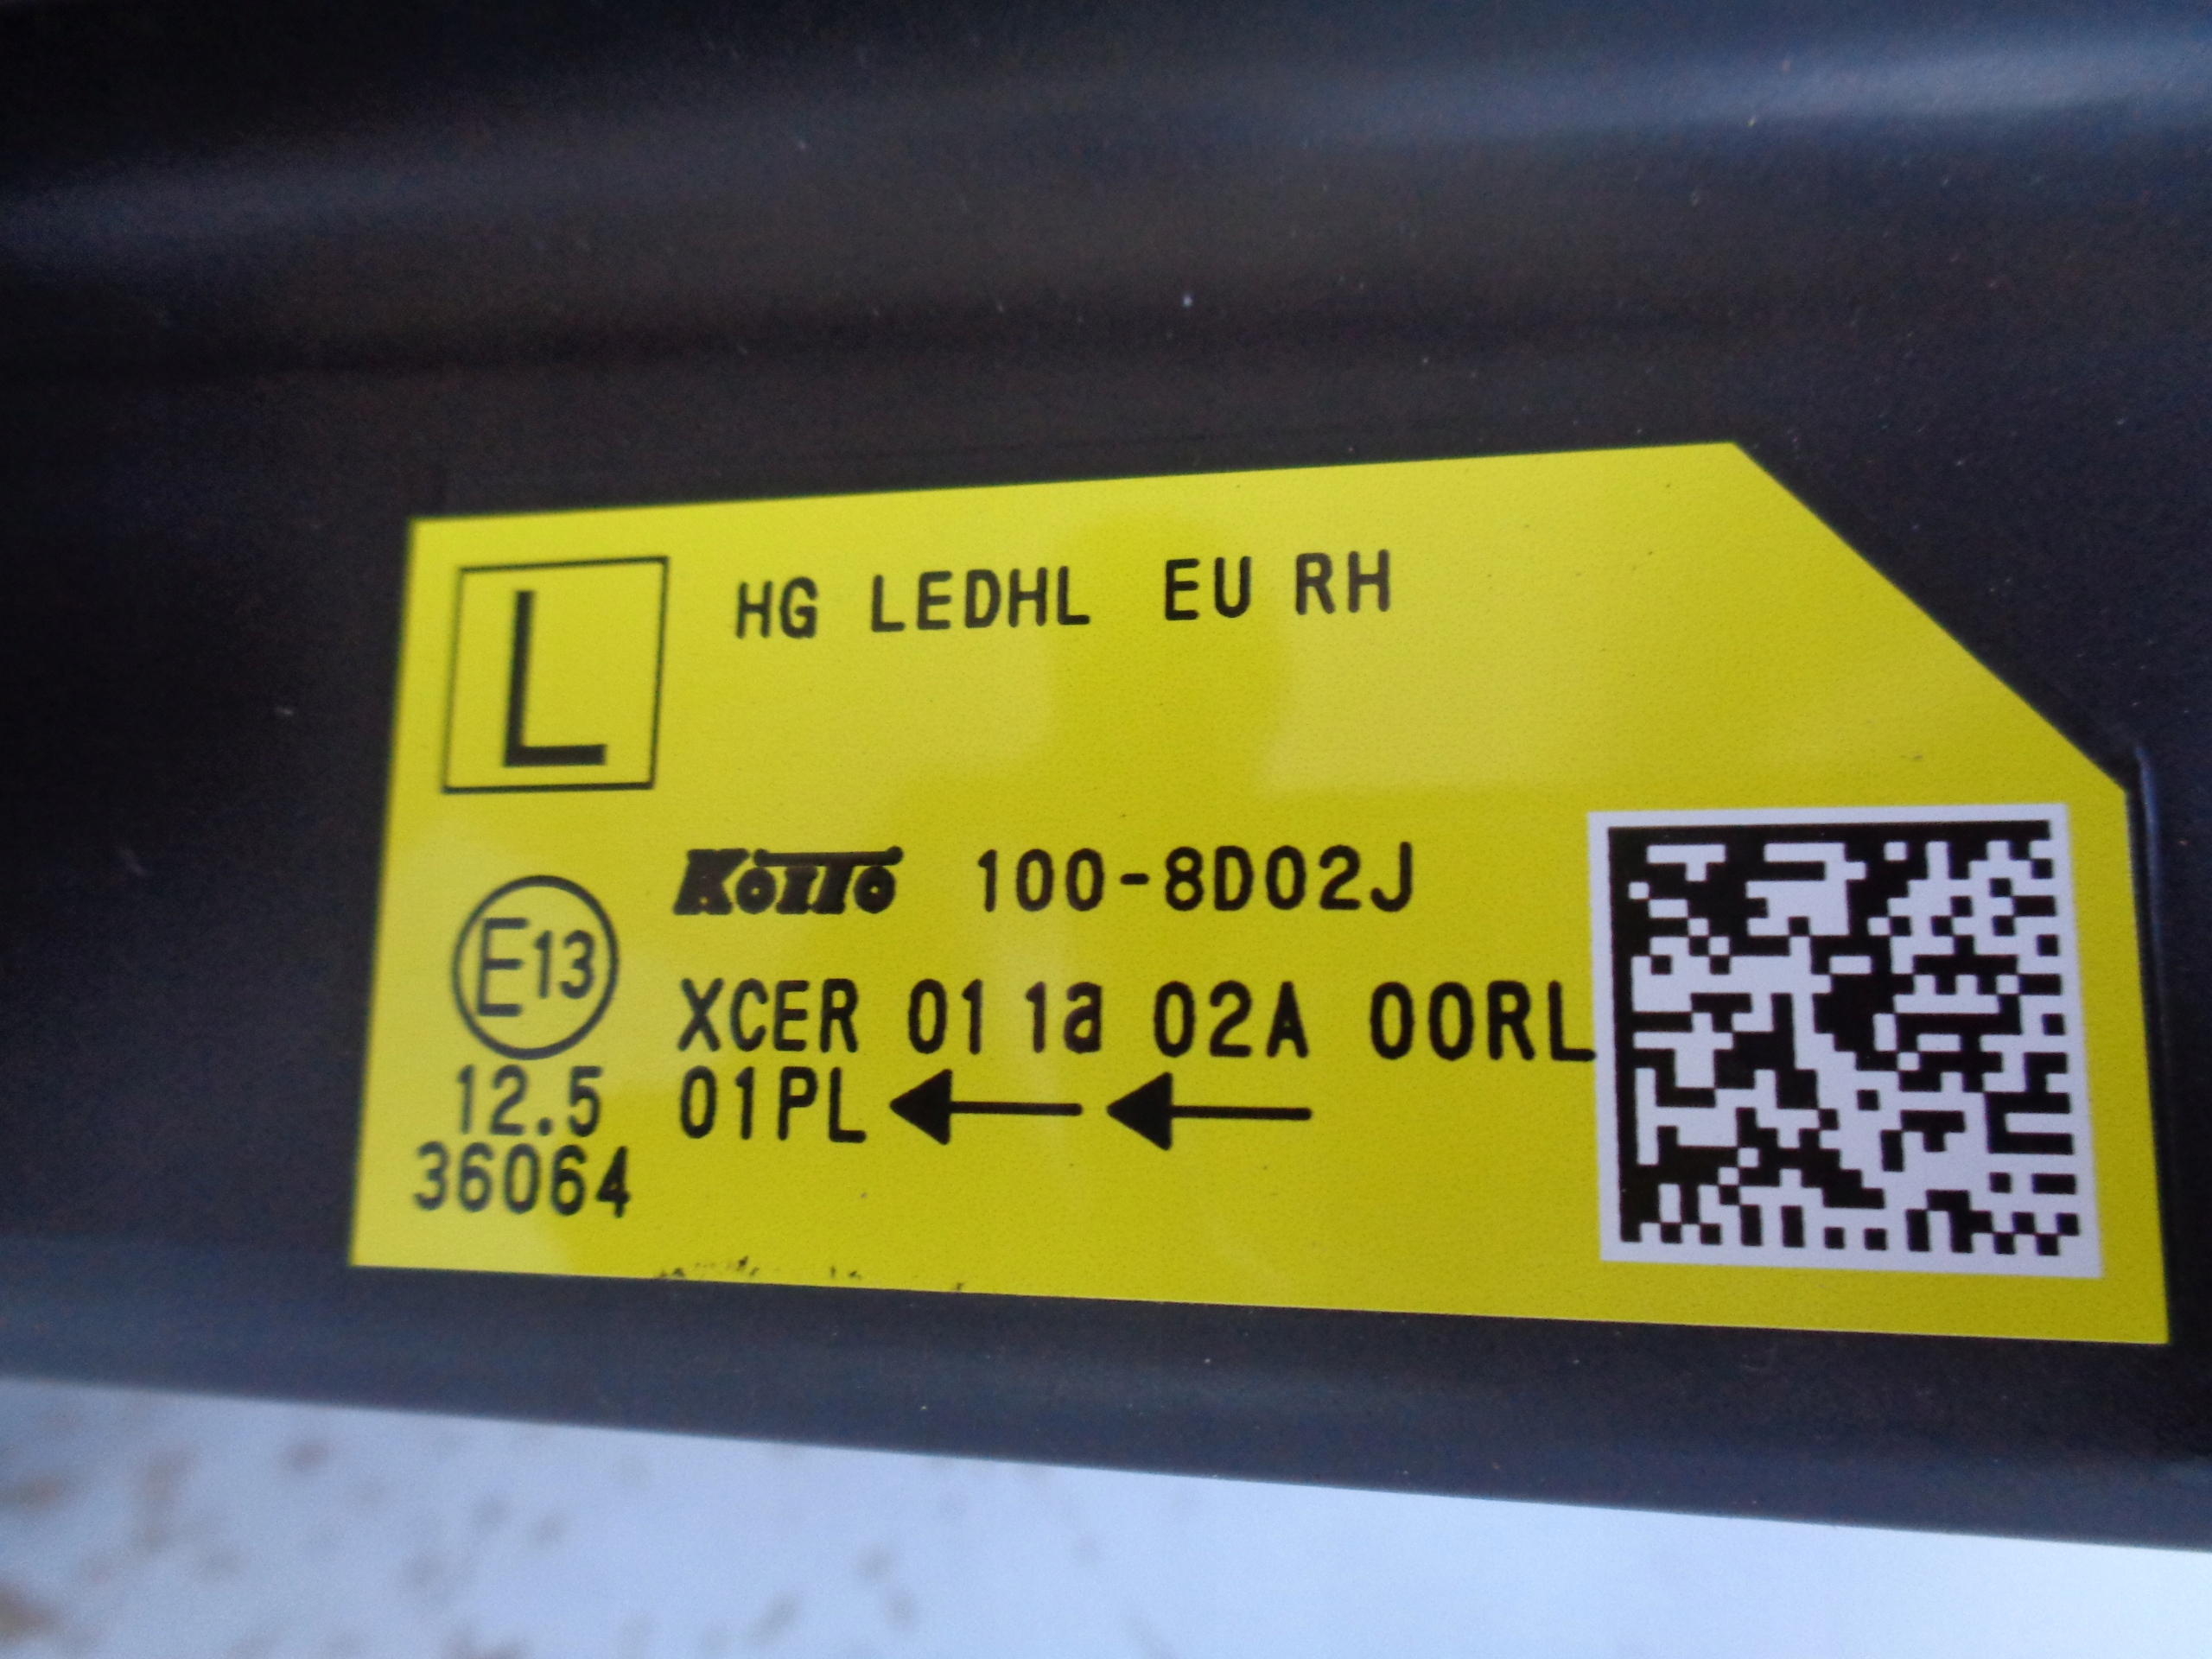 L
HG LEDHL EU RH
KOITO 100-8D02J
E13
XCER 01 1a 02A 00RL
12.5
01PL ← ←
36064